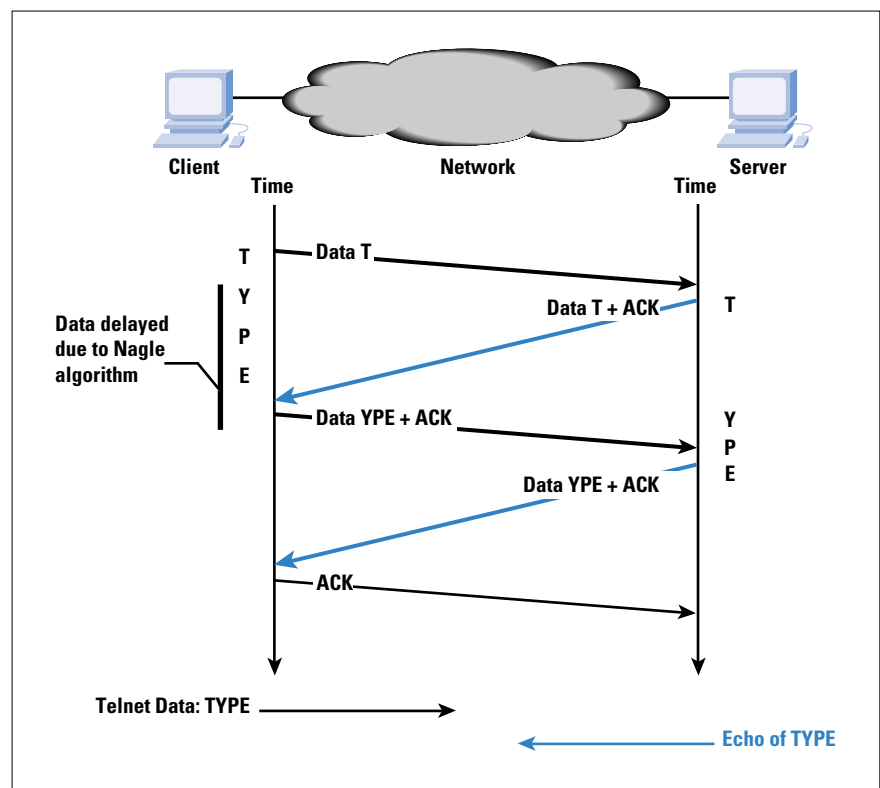 Client
Network
Server
Time
Time
T
Y
P
E
Data T
Data T + ACK
T
Data delayed
due to Nagle
algorithm
Data YPE + ACK
Y
P
E
Data YPE + ACK
ACK
Telnet Data: TYPE
Echo of TYPE